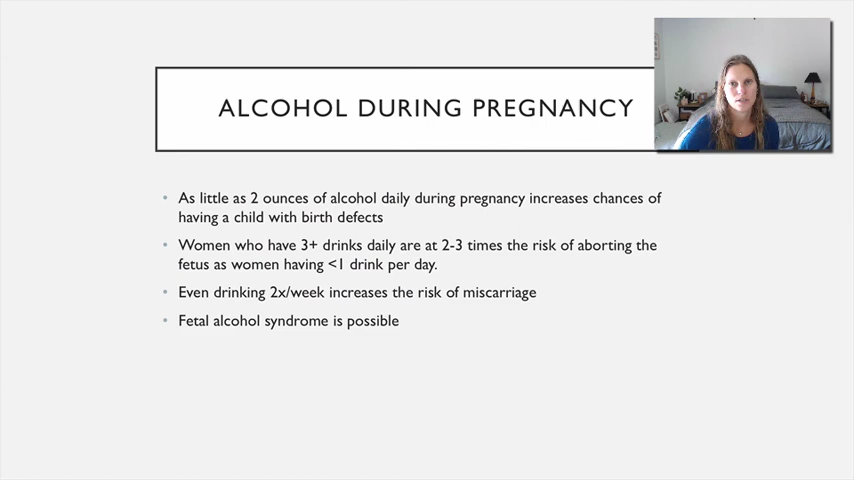 ALCOHOL DURING PREGNANCY
As little as 2 ounces of alcohol daily during pregnancy increases chances of
having a child with birth defects
Women who have 3+ drinks daily are at 2-3 times the risk of aborting the
fetus as women having <1 drink per day.
Even drinking 2x/week increases the risk of miscarriage
Fetal alcohol syndrome is possible